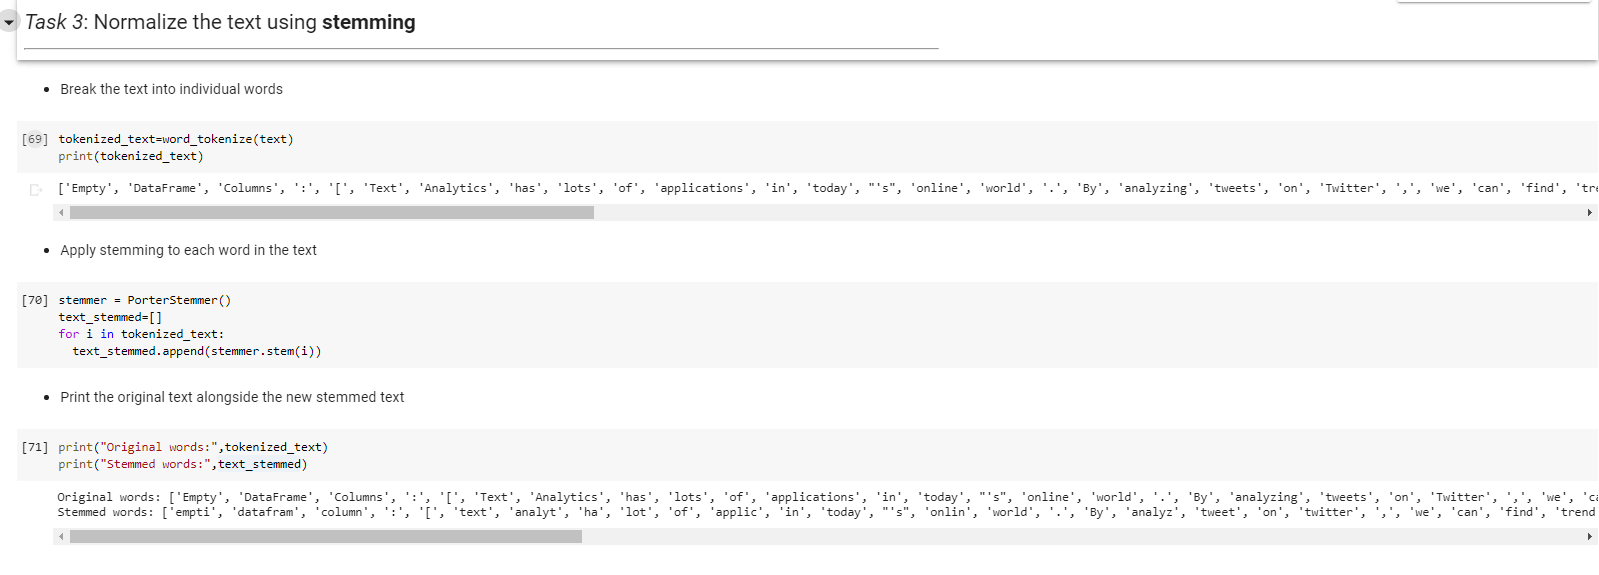 Task 3: Normalize the text using stemming
Break the text into individual words
[69] tokenized_text=word_tokenize(text)
print(tokenized_text)
['Empty', 'DataFrame', 'Columns', ':', '[', 'Text', 'Analytics', 'has', 'lots', 'of', 'applications', 'in', 'today', "'s", 'online', 'world', '.', 'By', 'analyzing', 'tweets', 'on', 'Twitter', ',', 'we', 'can', 'find', 'tre
Apply stemming to each word in the text
[70] stemmer = PorterStemmer()
text_stemmed=[]
for i in tokenized_text:
text_stemmed.append(stemmer.stem(i))
Print the original text alongside the new stemmed text
[71] print("Original words:",tokenized_text)
print("Stemmed words:",text_stemmed)
Original words: ['Empty', 'DataFrame', 'Columns', ':', '[', 'Text', 'Analytics', 'has', 'lots', 'of', 'applications', 'in', 'today', "'s", 'online', 'world', '.', 'By', 'analyzing', 'tweets', 'on', 'Twitter', ',', 'we', 'ca
Stemmed words: ['empti', 'datafram', 'column', ':', '[', 'text', 'analyt', 'ha', 'lot', 'of', 'applic', 'in', 'today', "'s", 'onlin', 'world', '.', 'By', 'analyz', 'tweet', 'on', 'twitter', ',', 'we', 'can', 'find', 'trend